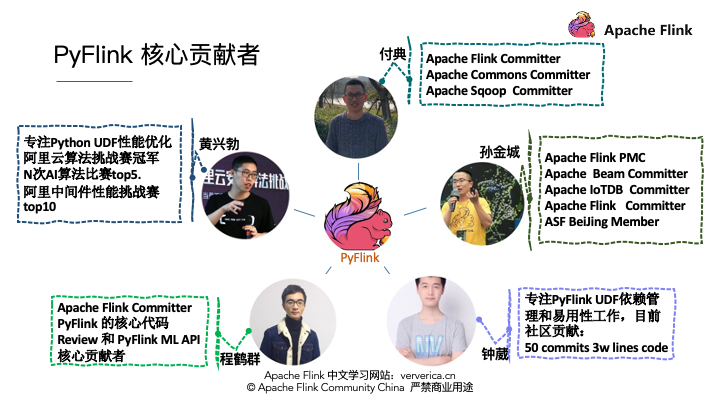 Apache Flink
PyFlink 核心贡献者
付典
Apache Flink Committer
Apache Commons Committer
Apache Sqoop Committer
黄兴勃
专注Python UDF性能优化
阿里云算法挑战赛冠军
N次AI算法比赛top5.
阿里中间件性能挑战赛
top10
孙金城
Apache Flink PMC
Apache Beam Committer
Apache IoTDB Committer
Apache Flink Committer
ASF BeiJing Member
PyFlink
Apache Flink Committer
PyFlink 的核心代码
Review 和 PyFlink ML API
核心贡献者
程鹤群
专注PyFlink UDF依赖管
理和易用性工作，目前
社区贡献：
50 commits 3w lines code
钟葳
Apache Flink 中文学习网站：ververica.cn
© Apache Flink Community China 严禁商业用途